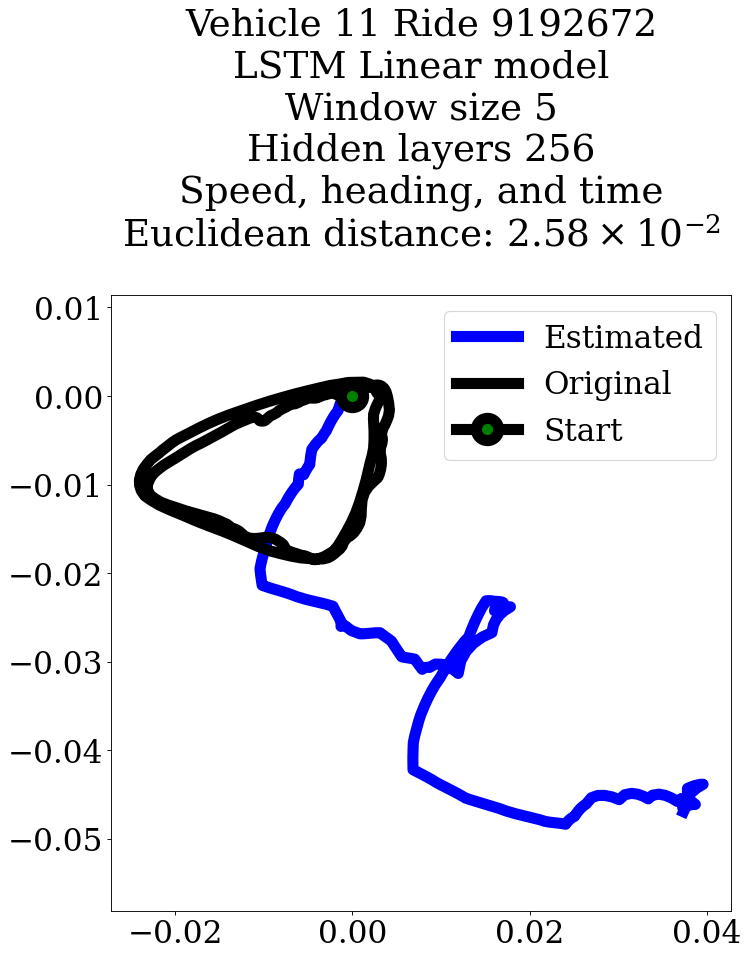 Vehicle 11 Ride 9192672
LSTM Linear model
Window size 5
Hidden layers 256
Speed, heading, and time
Euclidean distance: 2.58 × 10⁻²
Estimated
Original
Start
0.01
0.00
−0.01
−0.02
−0.03
−0.04
−0.05
−0.02 0.00 0.02 0.04